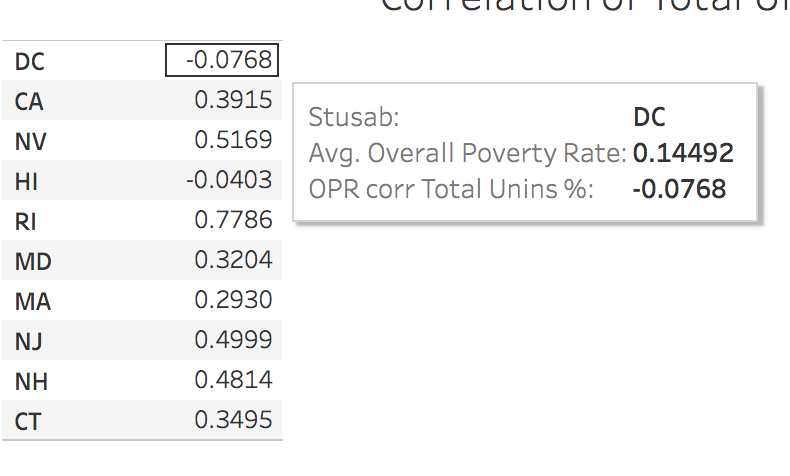 Correlation of Total
DC -0.0768
CA 0.3915
NV 0.5169
HI -0.0403
RI 0.7786
MD 0.3204
MA 0.2930
NJ 0.4999
NH 0.4814
CT 0.3495
Stusab: DC
Avg. Overall Poverty Rate: 0.14492
OPR corr Total Unins %: -0.0768